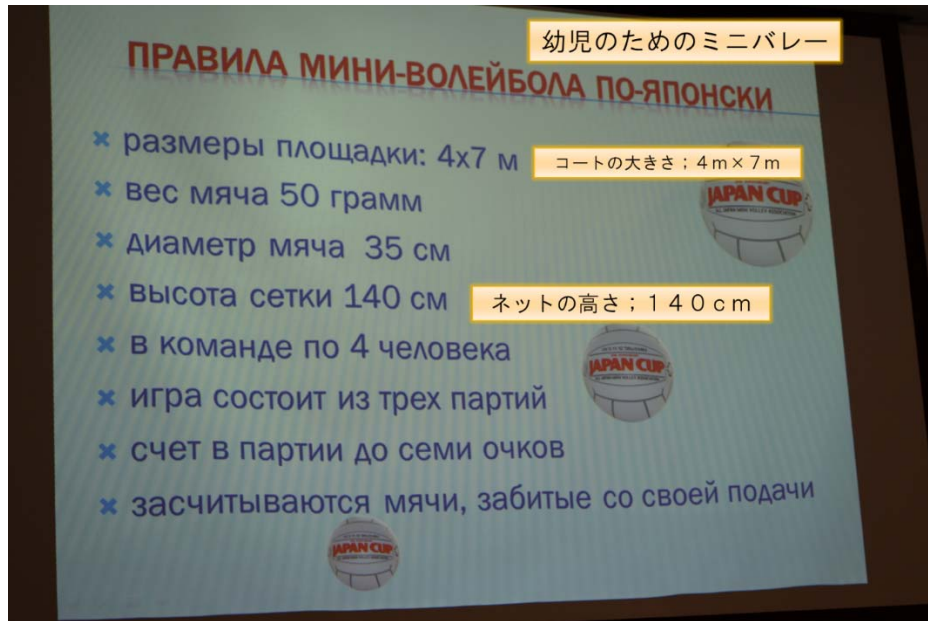 幼児のためのミニバレー
ПРАВИЛА МИНИ-ВОЛЕЙБОЛА ПО-ЯПОНСКИ
размеры площадки: 4х7 м
コートの大きさ；４ｍ×７ｍ
JAPAN CUP
вес мяча 50 грамм
диаметр мяча 35 см
высота сетки 140 см
ネットの高さ；１４０ｃｍ
в команде по 4 человека
JAPAN CUP
игра состоит из трех партий
счет в партии до семи очков
засчитываются мячи, забитые со своей подачи
JAPAN CUP